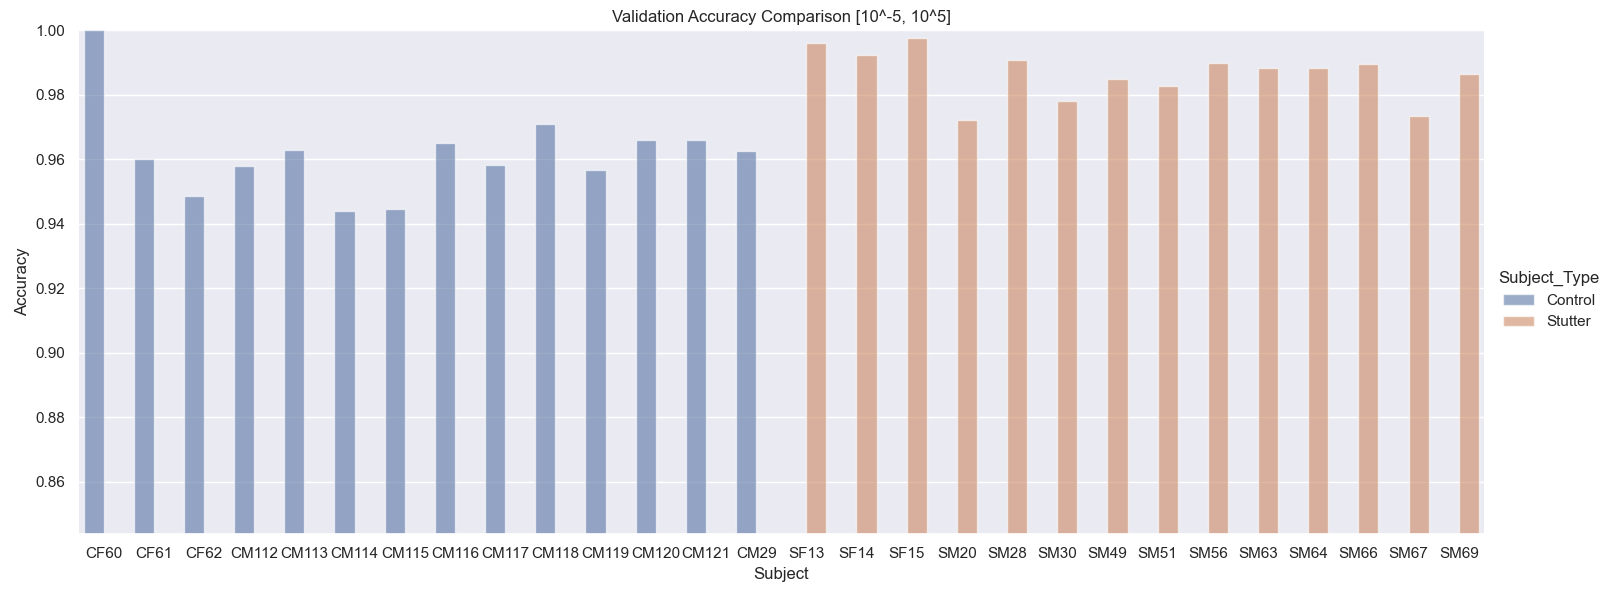 Validation Accuracy Comparison [10^-5, 10^5]
1.00
0.98
0.96
0.94
0.92
0.90
0.88
0.86
Accuracy
CF60 CF61 CF62 CM112 CM113 CM114 CM115 CM116 CM117 CM118 CM119 CM120 CM121 CM29 SF13 SF14 SF15 SM20 SM28 SM30 SM49 SM51 SM56 SM63 SM64 SM66 SM67 SM69
Subject
Subject_Type
Control
Stutter